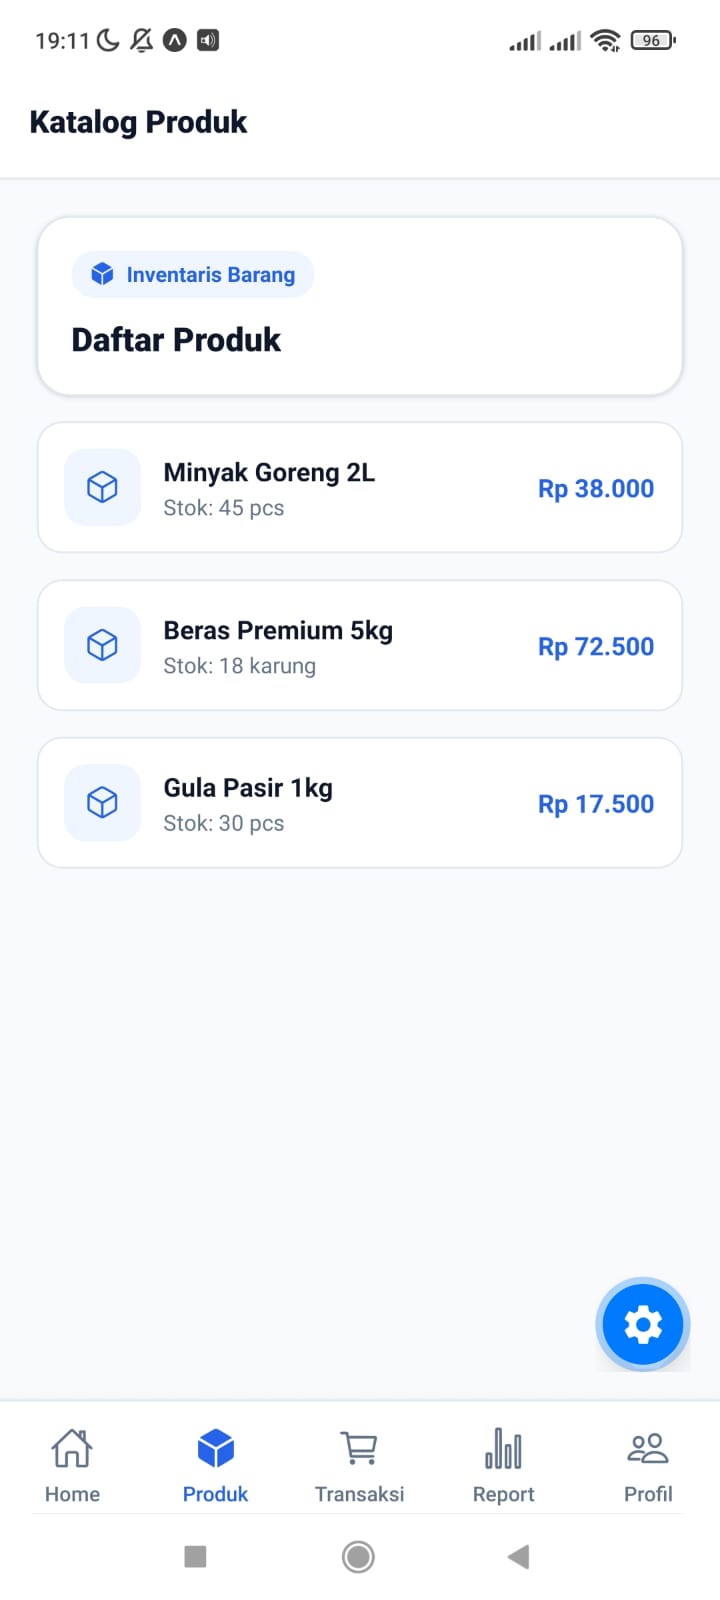 19:11
96
Katalog Produk
Inventaris Barang
Daftar Produk
Minyak Goreng 2L
Stok: 45 pcs
Rp 38.000
Beras Premium 5kg
Stok: 18 karung
Rp 72.500
Gula Pasir 1kg
Stok: 30 pcs
Rp 17.500
Home
Produk
Transaksi
Report
Profil